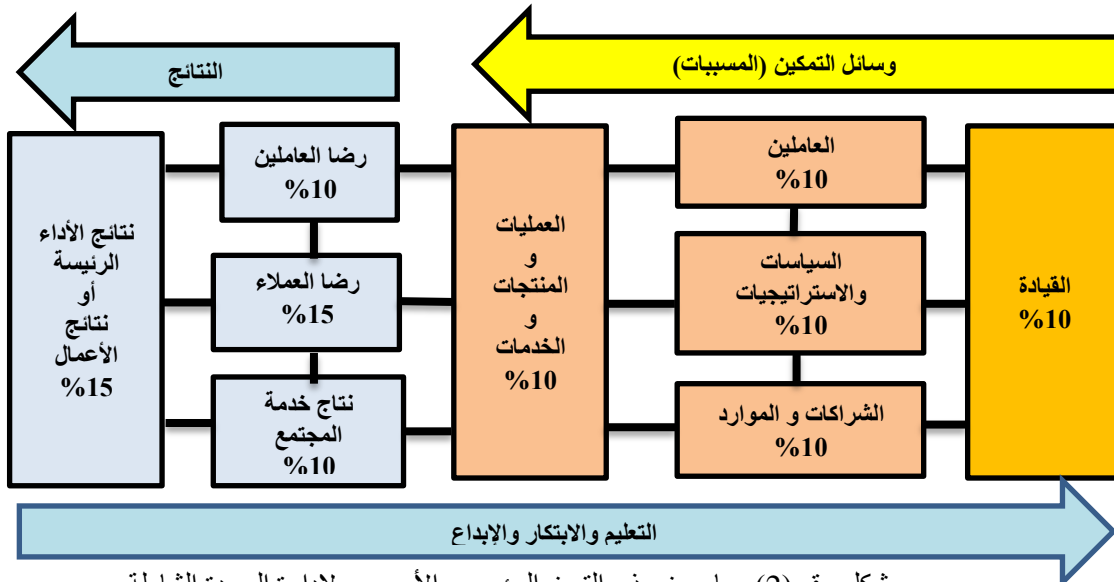 وسائل التمكين (المسببات)
النتائج
القيادة
%10
العاملين
%10
السياسات
والاستراتيجيات
%10
الشراكات و الموارد
%10
العمليات
و
المنتجات
و
الخدمات
%10
رضا العاملين
%10
رضا العملاء
%15
نتاج خدمة
المجتمع
%10
نتائج الأداء
الرئيسة
أو
نتائج
الأعمال
%15
التعليم والابتكار والإبداع
(2)